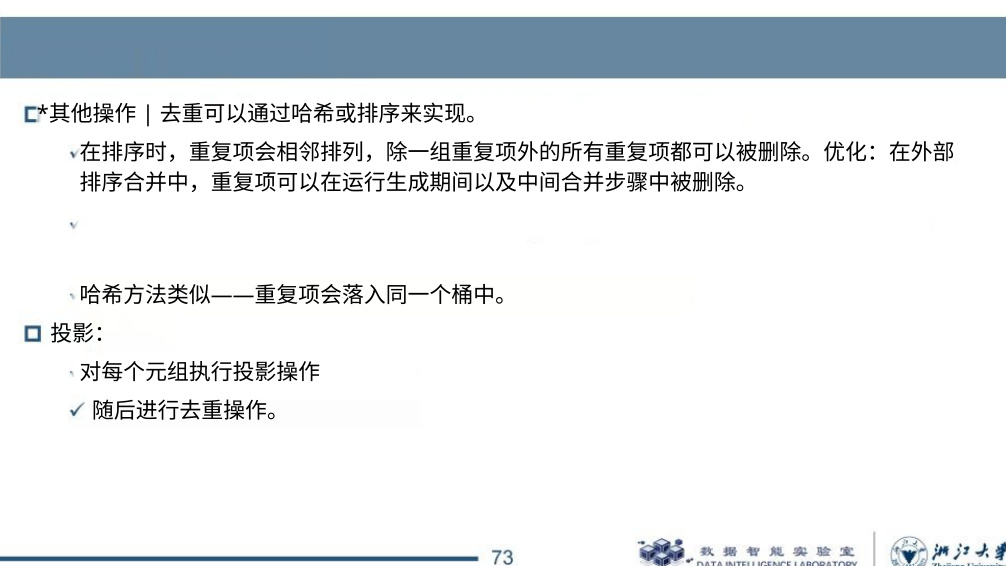 *其他操作 | 去重可以通过哈希或排序来实现。
在排序时，重复项会相邻排列，除一组重复项外的所有重复项都可以被删除。优化：在外部
排序合并中，重复项可以在运行生成期间以及中间合并步骤中被删除。
哈希方法类似——重复项会落入同一个桶中。
投影：
对每个元组执行投影操作
随后进行去重操作。
73
数据智能实验室
DATA INTELLIGENCE LABORATORY
浙江大学
Zhejiang University